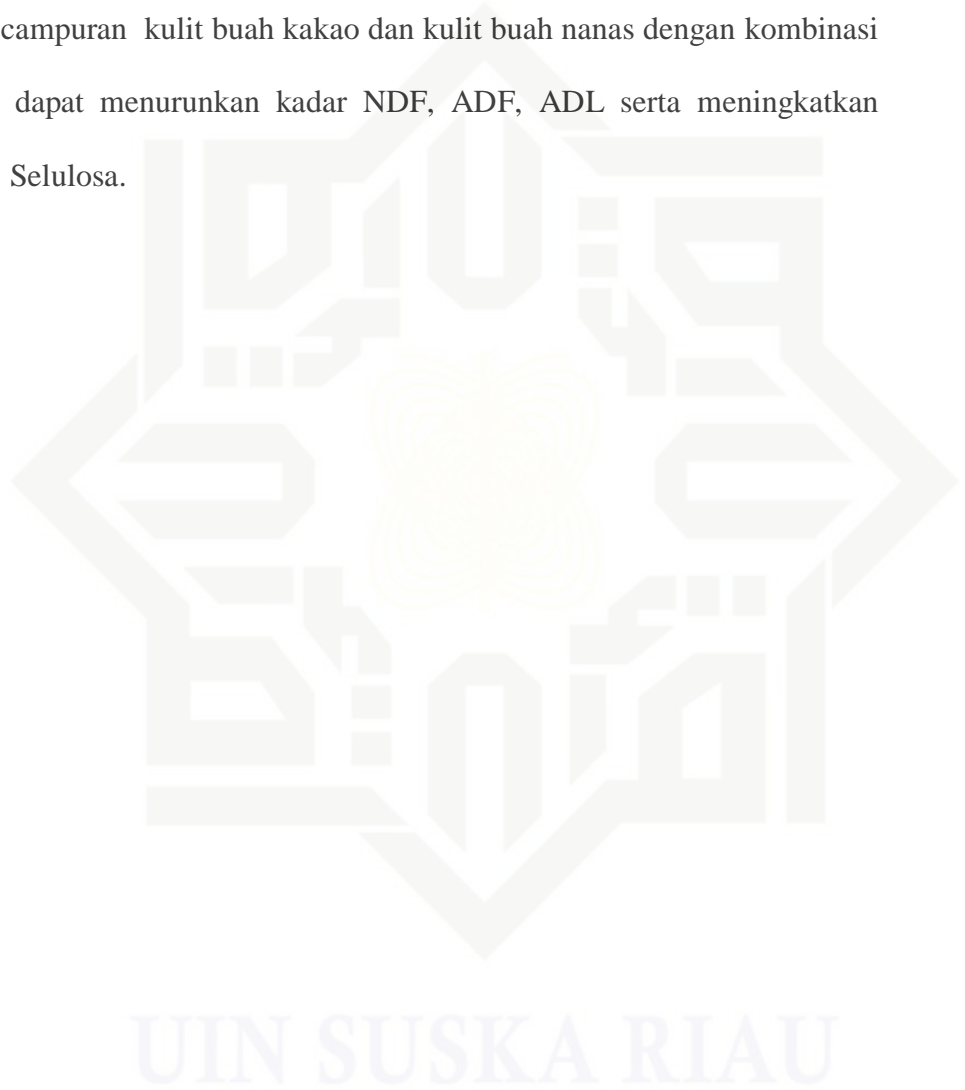 campuran kulit buah kakao dan kulit buah nanas dengan kombinasi
dapat menurunkan kadar NDF, ADF, ADL serta meningkatkan
Selulosa.
UIN SUSKA RIAU